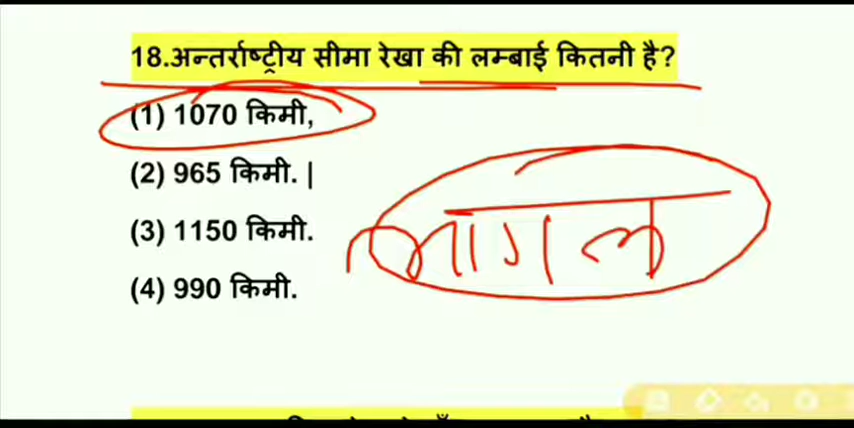 18.अन्तर्राष्ट्रीय सीमा रेखा की लम्बाई कितनी है?
(1) 1070 किमी,
(2) 965 किमी. |
(3) 1150 किमी.
(4) 990 किमी.